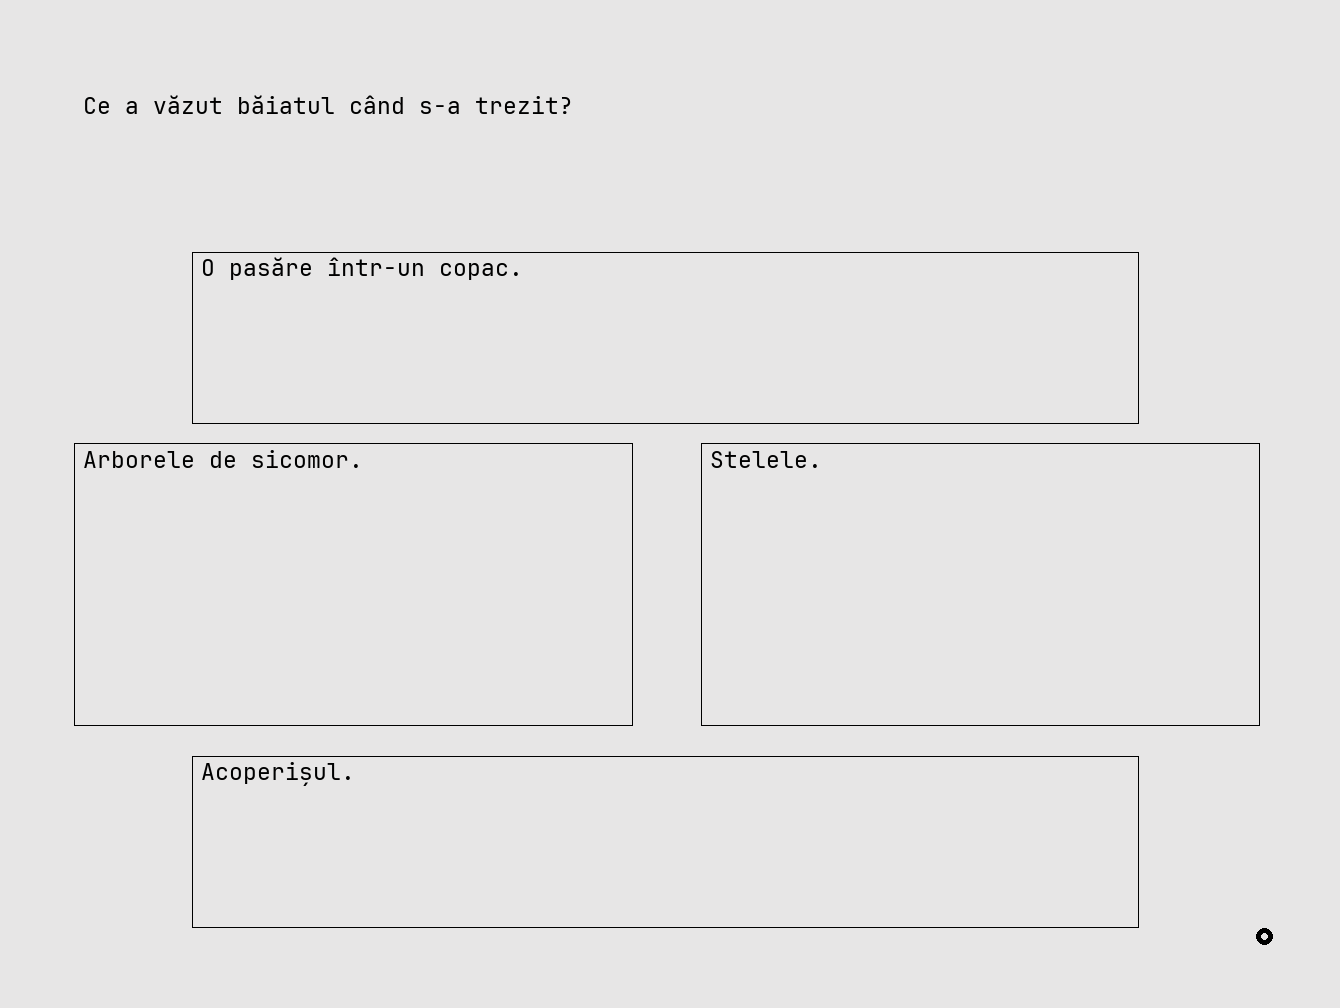 Ce a văzut băiatul când s-a trezit?
O pasăre într-un copac.
Arborele de sicomor.
Stelele.
Acoperișul.